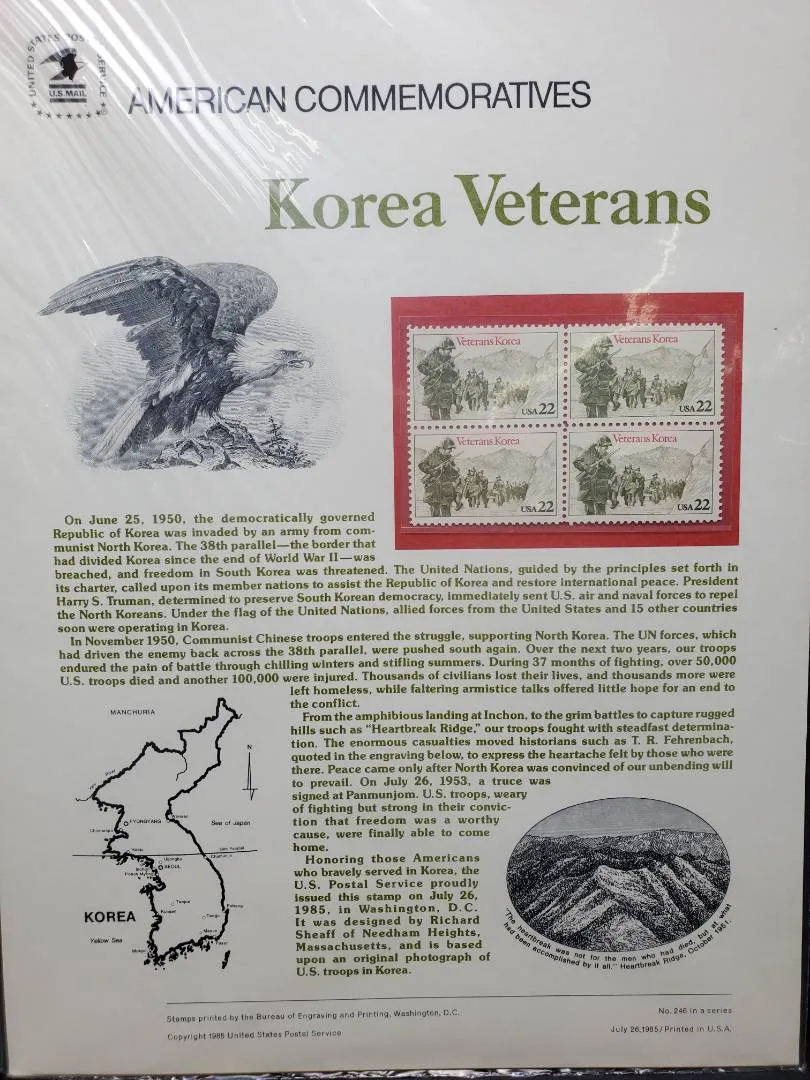 UNITED STATES POSTAL SERVICE
U.S.MAIL
AMERICAN COMMEMORATIVES
Korea Veterans
Veterans Korea
USA 22
Veterans Korea
USA 22
Veterans Korea
USA 22
Veterans Korea
USA 22
On June 25, 1950, the democratically governed
Republic of Korea was invaded by an army from com-
munist North Korea. The 38th parallel—the border that
had divided Korea since the end of World War II—was
breached, and freedom in South Korea was threatened. The United Nations, guided by the principles set forth in
its charter, called upon its member nations to assist the Republic of Korea and restore international peace. President
Harry S. Truman, determined to preserve South Korean democracy, immediately sent U.S. air and naval forces to repel
the North Koreans. Under the flag of the United Nations, allied forces from the United States and 15 other countries
soon were operating in Korea.
In November 1950, Communist Chinese troops entered the struggle, supporting North Korea. The UN forces, which
had driven the enemy back across the 38th parallel, were pushed south again. Over the next two years, our troops
endured the pain of battle through chilling winters and stifling summers. During 37 months of fighting, over 50,000
U.S. troops died and another 100,000 were injured. Thousands of civilians lost their lives, and thousands more were
left homeless, while faltering armistice talks offered little hope for an end to
the conflict.
From the amphibious landing at Inchon, to the grim battles to capture rugged
hills such as “Heartbreak Ridge,” our troops fought with steadfast determina-
tion. The enormous casualties moved historians such as T. R. Fehrenbach,
quoted in the engraving below, to express the heartache felt by those who were
there. Peace came only after North Korea was convinced of our unbending will
to prevail. On July 26, 1953, a truce was
signed at Panmunjom. U.S. troops, weary
of fighting but strong in their convic-
tion that freedom was a worthy
cause, were finally able to come
home.
Honoring those Americans
who bravely served in Korea, the
U.S. Postal Service proudly
issued this stamp on July 26,
1985, in Washington, D.C.
It was designed by Richard
Sheaff of Needham Heights,
Massachusetts, and is based
upon an original photograph of
U.S. troops in Korea.
MANCHURIA
N
PYONGYANG
Sea of Japan
SEOUL
KOREA
Yellow Sea
"The heartbreak was not for the men who had died, but at what
had been accomplished by it all." Heartbreak Ridge, October 1951.
Stamps printed by the Bureau of Engraving and Printing, Washington, D.C.
No. 246 in a series
Copyright 1985 United States Postal Service
July 26, 1985/Printed in U.S.A.